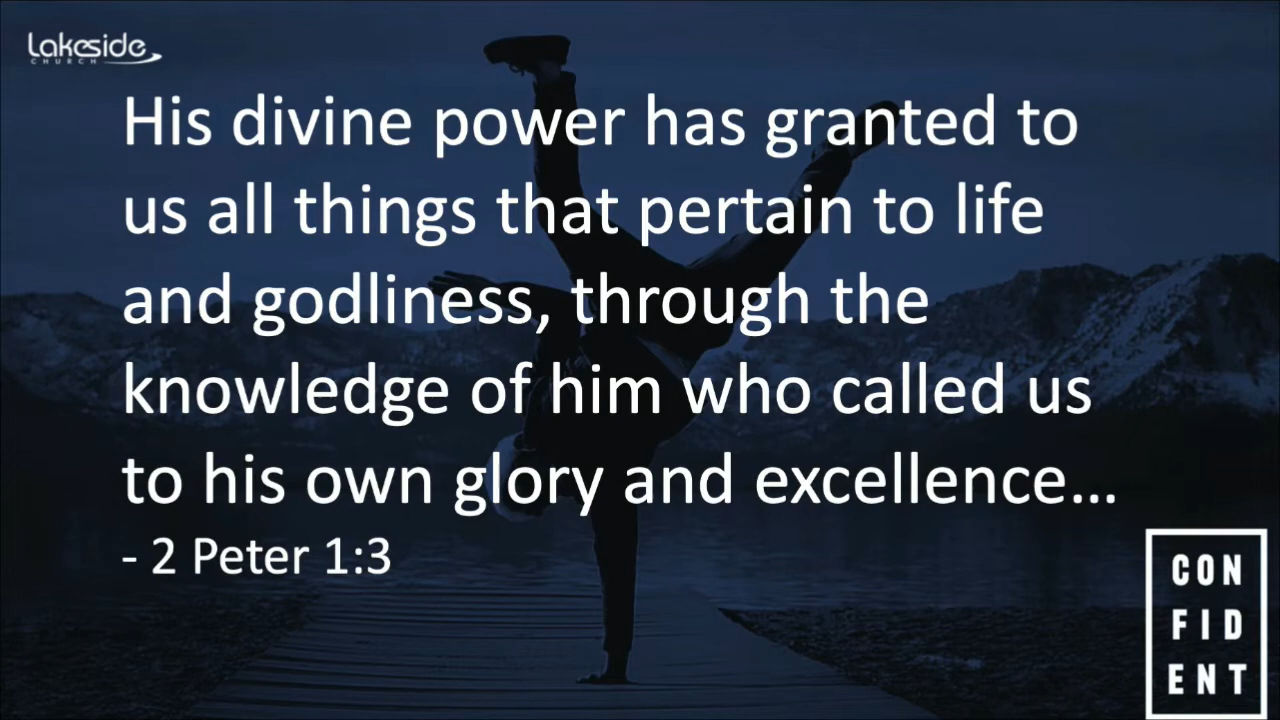 Lakeside
CHURCH
His divine power has granted to
us all things that pertain to life
and godliness, through the
knowledge of him who called us
to his own glory and excellence...
- 2 Peter 1:3
CON
FID
ENT